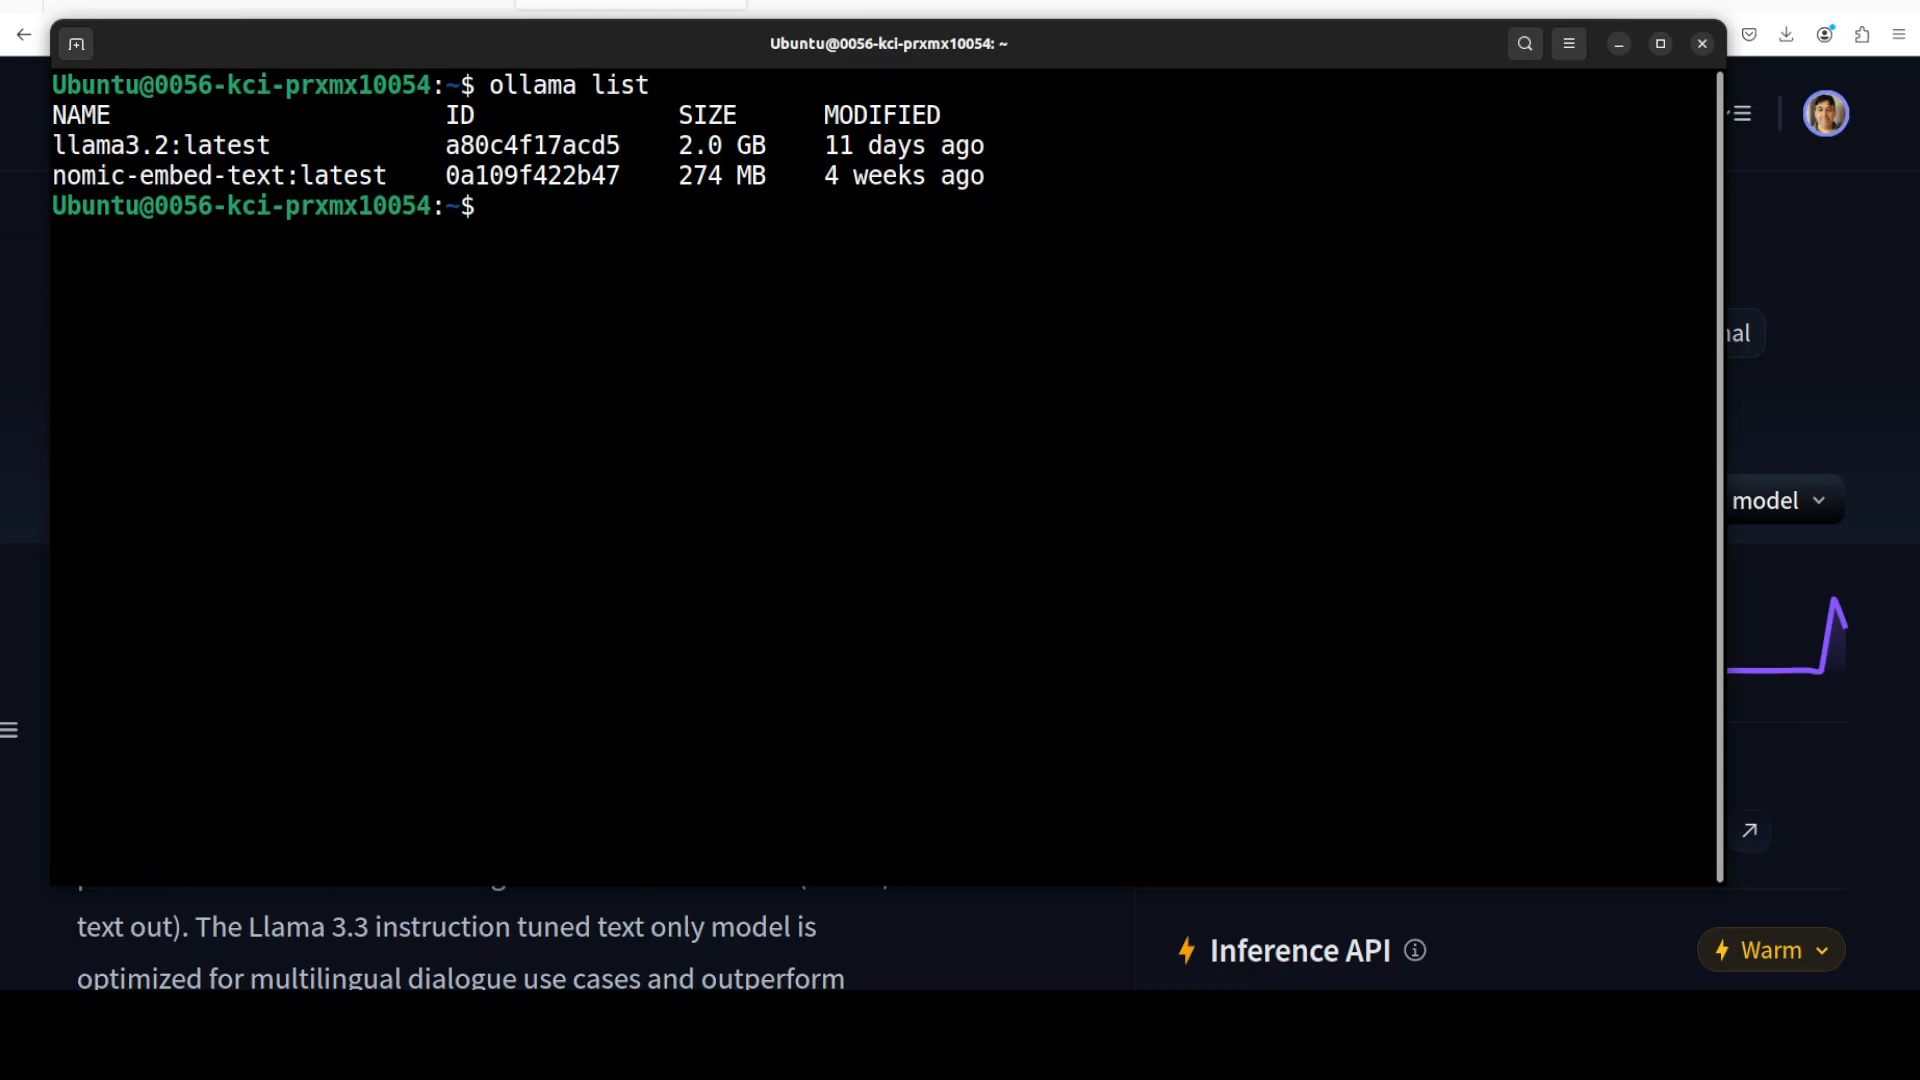 Ubuntu@0056-kci-prxmx10054: ~
Ubuntu@0056-kci-prxmx10054:~$ ollama list
NAME ID SIZE MODIFIED
llama3.2:latest a80c4f17acd5 2.0 GB 11 days ago
nomic-embed-text:latest 0a109f422b47 274 MB 4 weeks ago
Ubuntu@0056-kci-prxmx10054:~$
model
text out). The Llama 3.3 instruction tuned text only model is
optimized for multilingual dialogue use cases and outperform
Inference API
Warm